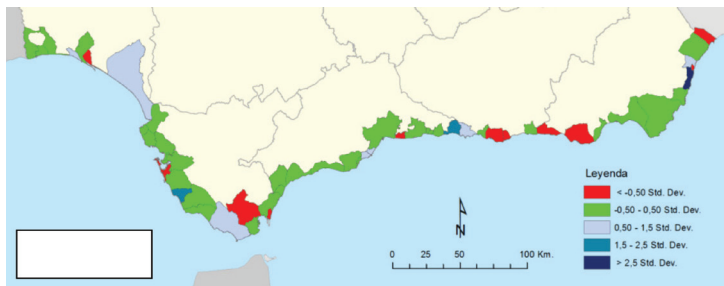 Leyenda
< -0,50 Std. Dev.
-0,50 - 0,50 Std. Dev.
0,50 - 1,5 Std. Dev.
1,5 - 2,5 Std. Dev.
> 2,5 Std. Dev.
N
0 25 50 100 Km.